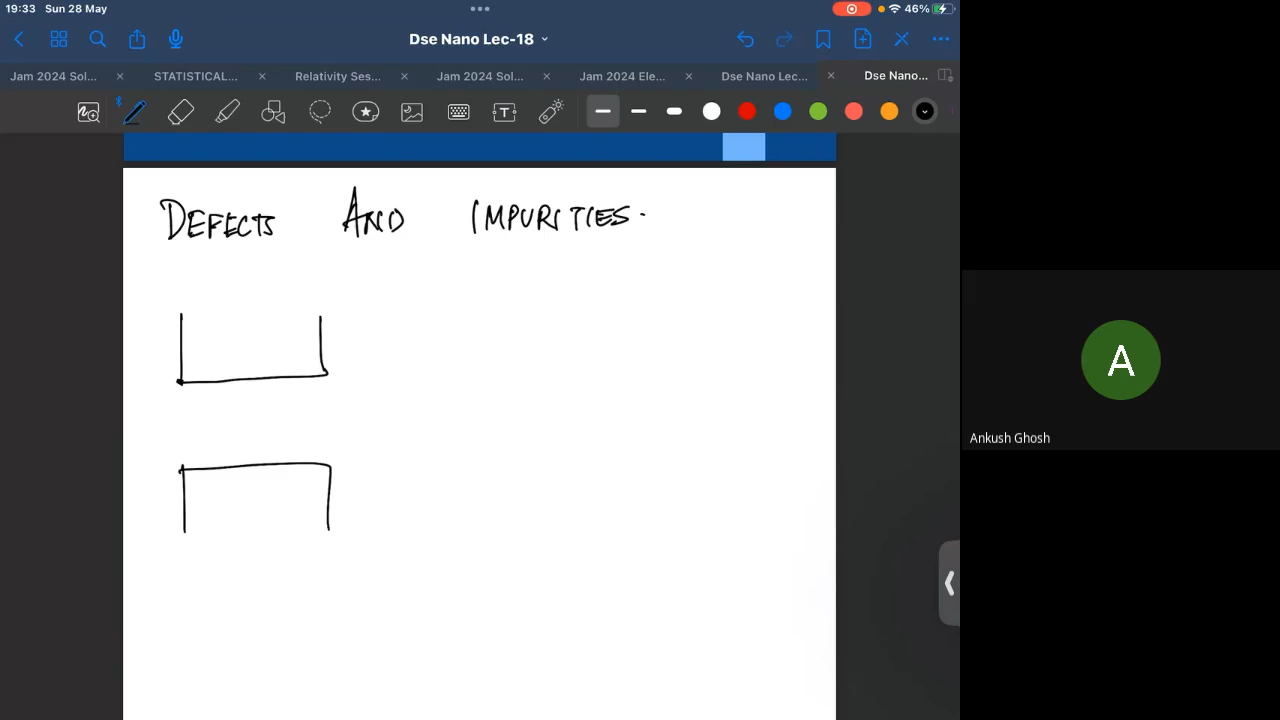 19:33 Sun 28 May
46%
Dse Nano Lec-18
Jam 2024 Sol...
STATISTICAL...
Relativity Ses...
Jam 2024 Sol...
Jam 2024 Ele...
Dse Nano Lec...
Dse Nano...
T
DEFECTS AND IMPURITIES.
A
Ankush Ghosh